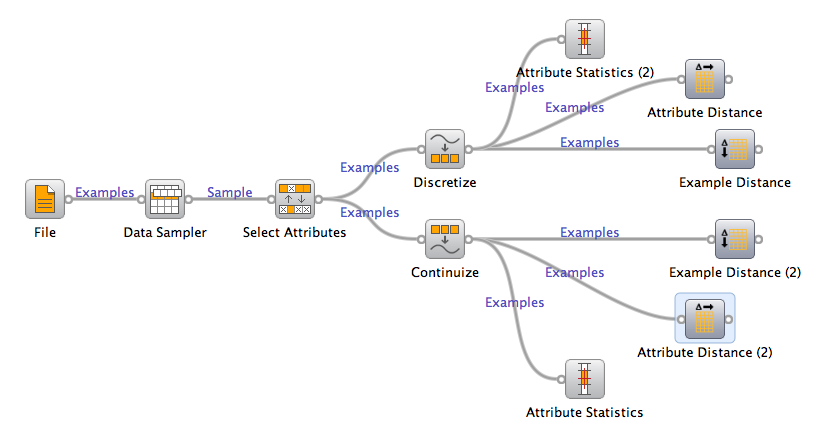 Attribute Statistics (2)
Examples
Examples
Attribute Distance
Examples
Examples
Discretize
Example Distance
Examples
Sample
Examples
File
Data Sampler
Select Attributes
Examples
Continuize
Example Distance (2)
Examples
Examples
Attribute Distance (2)
Attribute Statistics